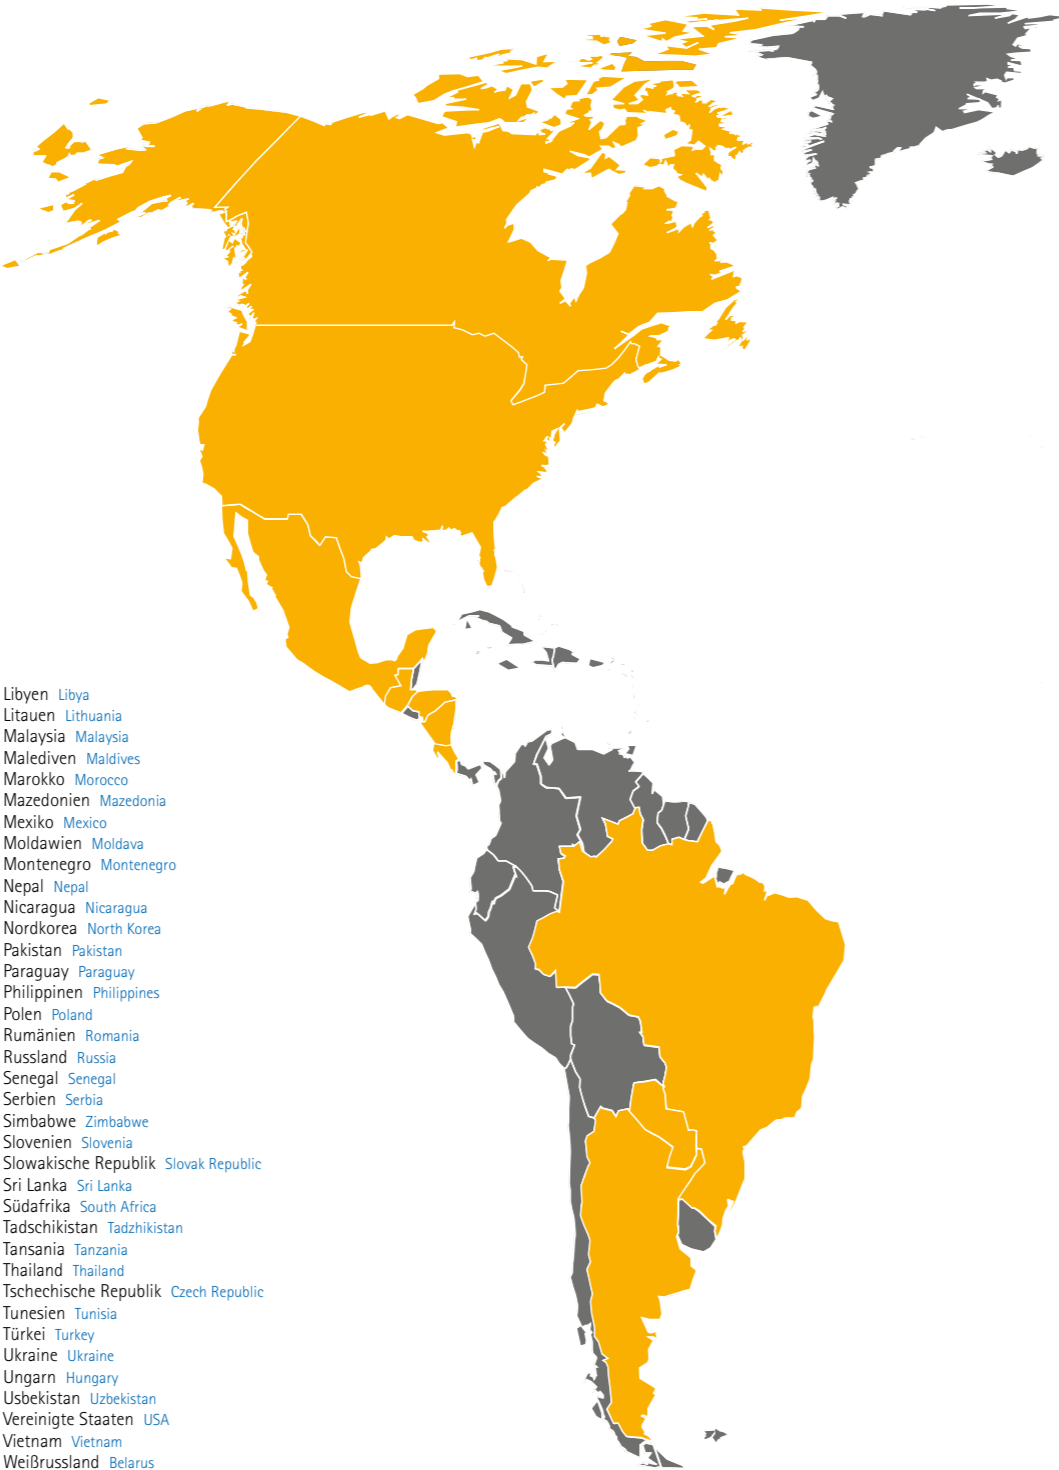 Libyen Libya
Litauen Lithuania
Malaysia Malaysia
Malediven Maldives
Marokko Morocco
Mazedonien Mazedonia
Mexiko Mexico
Moldawien Moldava
Montenegro Montenegro
Nepal Nepal
Nicaragua Nicaragua
Nordkorea North Korea
Pakistan Pakistan
Paraguay Paraguay
Philippinen Philippines
Polen Poland
Rumänien Romania
Russland Russia
Senegal Senegal
Serbien Serbia
Simbabwe Zimbabwe
Slovenien Slovenia
Slowakische Republik Slovak Republic
Sri Lanka Sri Lanka
Südafrika South Africa
Tadschikistan Tadzhikistan
Tansania Tanzania
Thailand Thailand
Tschechische Republik Czech Republic
Tunesien Tunisia
Türkei Turkey
Ukraine Ukraine
Ungarn Hungary
Usbekistan Uzbekistan
Vereinigte Staaten USA
Vietnam Vietnam
Weißrussland Belarus